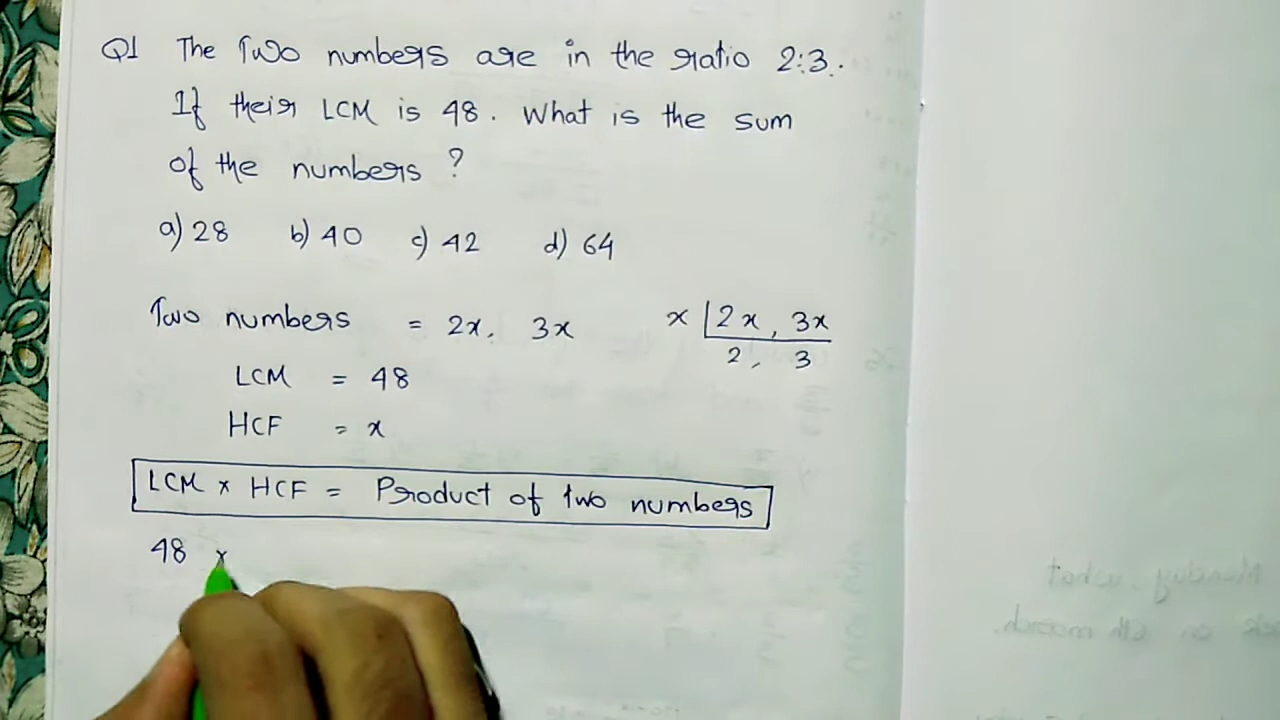 Q1 The Two numbers are in the ratio 2:3.
If their LCM is 48. What is the sum
of the numbers ?
a) 28 b) 40 c) 42 d) 64
Two numbers = 2x, 3x
x 2x, 3x
2, 3
LCM = 48
HCF = x
LCM x HCF = Product of two numbers
48 x